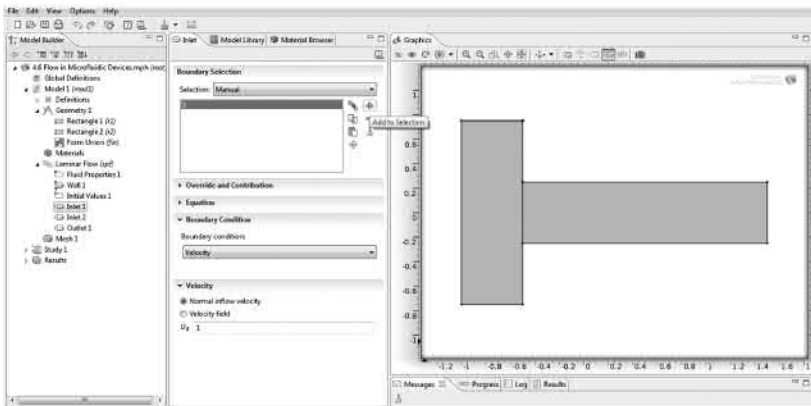 File Edit View Options Help
Model Builder
4.6 Flow in Microfluidic Devices.mph (root)
Global Definitions
Model 1 (mod1)
Definitions
Geometry 1
Rectangle 1 (r1)
Rectangle 2 (r2)
Form Union (fin)
Materials
Laminar Flow (spf)
Fluid Properties 1
Wall 1
Initial Values 1
Inlet 1
Inlet 2
Outlet 1
Mesh 1
Study 1
Results
Inlet Model Library Material Browser
Boundary Selection
Selection: Manual
Add to Selection
Override and Contribution
Equation
Boundary Condition
Boundary conditions
Velocity
Velocity
Normal inflow velocity
Velocity field
U₀ 1
Graphics
1
0.6
0.4
0.2
0
-0.2
-0.4
-0.6
-0.8
-1
-1.2 -1 -0.8 -0.6 -0.4 -0.2 0 0.2 0.4 0.6 0.8 1 1.2 1.4 1.6 1.8
Messages Progress Log Results